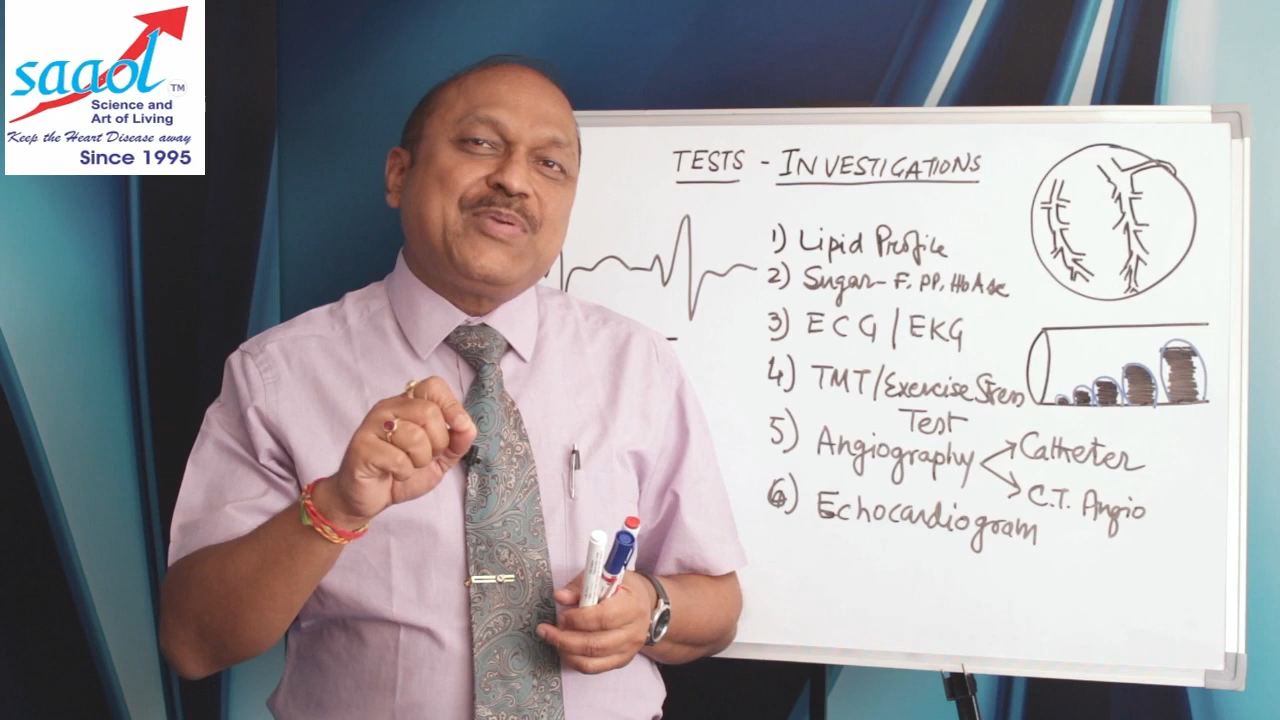 saaol TM
Science and
Art of Living
Keep the Heart Disease away
Since 1995
TESTS - INVESTIGATIONS
1) Lipid Profile
2) Sugar - F, PP, HbA1c
3) ECG / EKG
4) TMT / Exercise Stress
Test
5) Angiography
Catheter
C.T. Angio
6) Echocardiogram